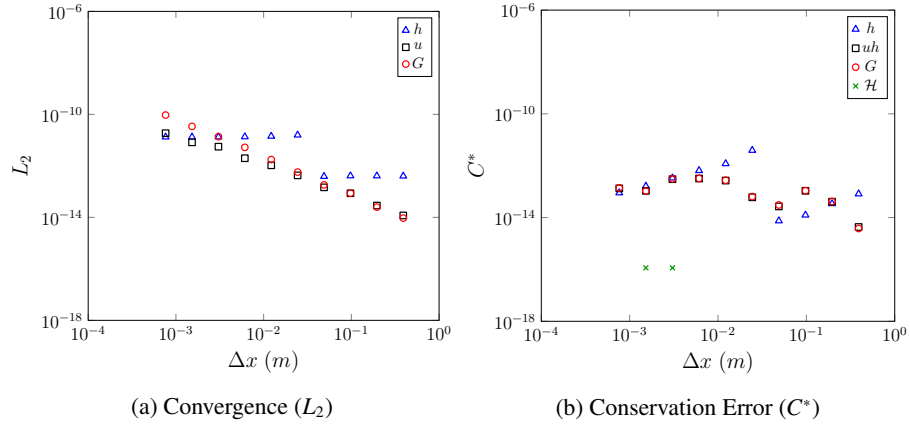 10^{-6}
10^{-10}
10^{-14}
10^{-18}
L_2
10^{-4}
10^{-3}
10^{-2}
10^{-1}
10^0
Δx (m)
h
u
G
(a) Convergence (L_2)
10^{-6}
10^{-10}
10^{-14}
10^{-18}
C^*
10^{-4}
10^{-3}
10^{-2}
10^{-1}
10^0
Δx (m)
h
uh
G
ℋ
(b) Conservation Error (C^*)